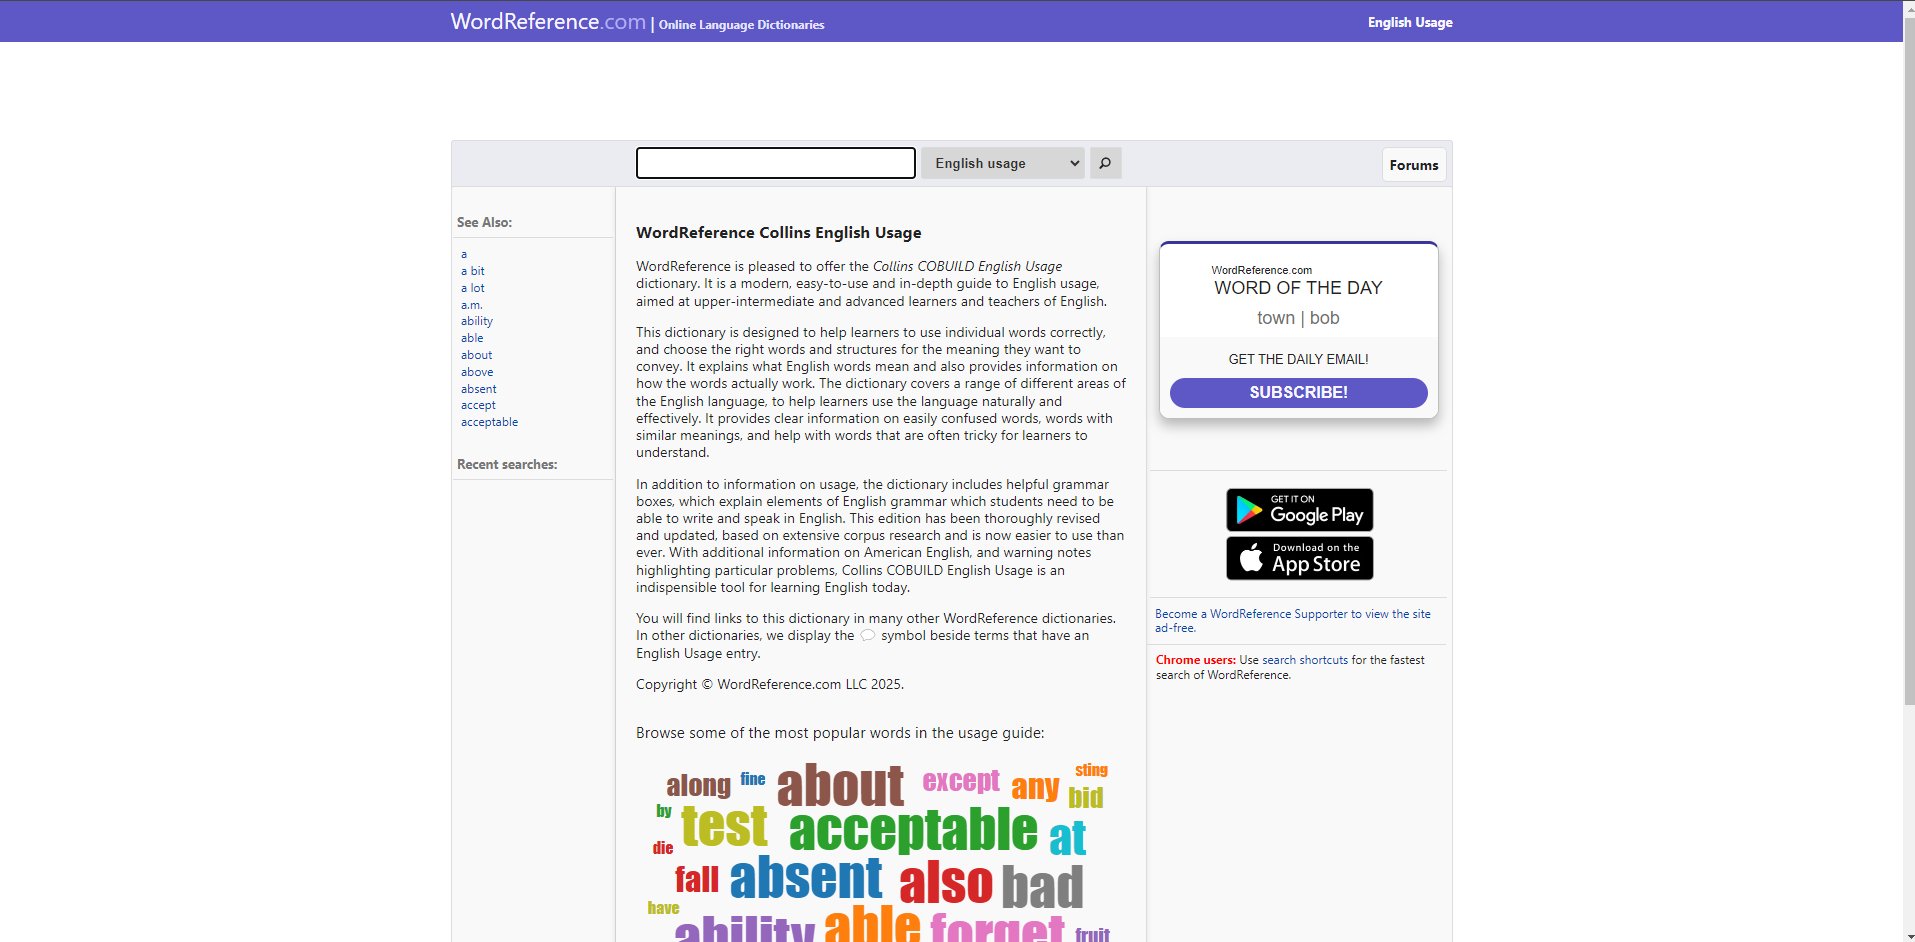 WordReference.com | Online Language Dictionaries
English Usage
English usage
Forums
See Also:
a
a bit
a lot
a.m.
ability
able
about
above
absent
accept
acceptable
Recent searches:
WordReference Collins English Usage
WordReference is pleased to offer the Collins COBUILD English Usage
dictionary. It is a modern, easy-to-use and in-depth guide to English usage,
aimed at upper-intermediate and advanced learners and teachers of English.
This dictionary is designed to help learners to use individual words correctly,
and choose the right words and structures for the meaning they want to
convey. It explains what English words mean and also provides information on
how the words actually work. The dictionary covers a range of different areas of
the English language, to help learners use the language naturally and
effectively. It provides clear information on easily confused words, words with
similar meanings, and help with words that are often tricky for learners to
understand.
In addition to information on usage, the dictionary includes helpful grammar
boxes, which explain elements of English grammar which students need to be
able to write and speak in English. This edition has been thoroughly revised
and updated, based on extensive corpus research and is now easier to use than
ever. With additional information on American English, and warning notes
highlighting particular problems, Collins COBUILD English Usage is an
indispensible tool for learning English today.
You will find links to this dictionary in many other WordReference dictionaries.
In other dictionaries, we display the symbol beside terms that have an
English Usage entry.
Copyright © WordReference.com LLC 2025.
Browse some of the most popular words in the usage guide:
along fine about except any sting
bid
by test acceptable at
die
fall absent also bad
have
ability able forget fruit
WordReference.com
WORD OF THE DAY
town | bob
GET THE DAILY EMAIL!
SUBSCRIBE!
GET IT ON
Google Play
Download on the
App Store
Become a WordReference Supporter to view the site
ad-free.
Chrome users: Use search shortcuts for the fastest
search of WordReference.